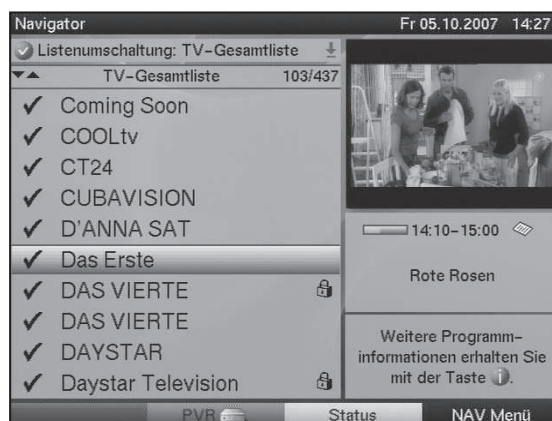 Navigator Fr 05.10.2007 14:27
Listenumschaltung: TV-Gesamtliste
TV-Gesamtliste 103/437
Coming Soon
COOLtv
CT24
CUBAVISION
D'ANNA SAT
Das Erste
DAS VIERTE
DAS VIERTE
DAYSTAR
Daystar Television
14:10-15:00
Rote Rosen
Weitere Programm-
informationen erhalten Sie
mit der Taste i.
PVR Status NAV Menü